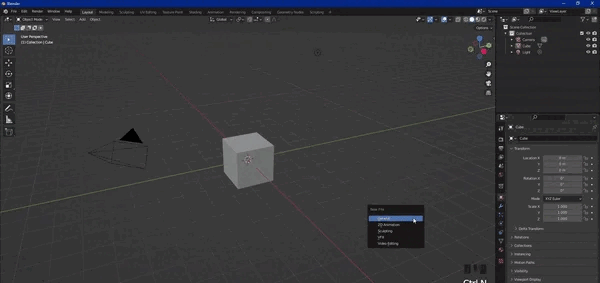 Blender
File Edit Render Window Help Layout Modeling Sculpting UV Editing Texture Paint Shading Animation Rendering Compositing Geometry Nodes Scripting +
Scene
Object Mode View Select Add Object Global
Options
User Perspective
(1) Collection | Cube
Scene Collection
Collection
Camera
Cube
Light
Cube
Cube
Transform
Location X 0 m
Y 0 m
Z 0 m
Rotation X 0°
Y 0°
Z 0°
Mode XYZ Euler
Scale X 1.000
Y 1.000
Z 1.000
Delta Transform
Relations
Collections
Instancing
Motion Paths
Visibility
Viewport Display
New File
General
2D Animation
Sculpting
VFX
Video Editing
Ctrl N